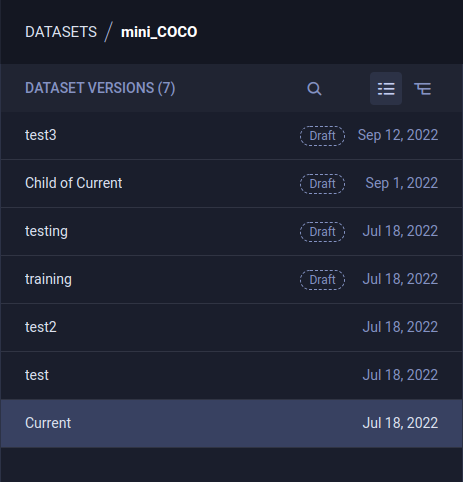 DATASETS / mini_COCO
DATASET VERSIONS (7)
test3 Draft Sep 12, 2022
Child of Current Draft Sep 1, 2022
testing Draft Jul 18, 2022
training Draft Jul 18, 2022
test2 Jul 18, 2022
test Jul 18, 2022
Current Jul 18, 2022